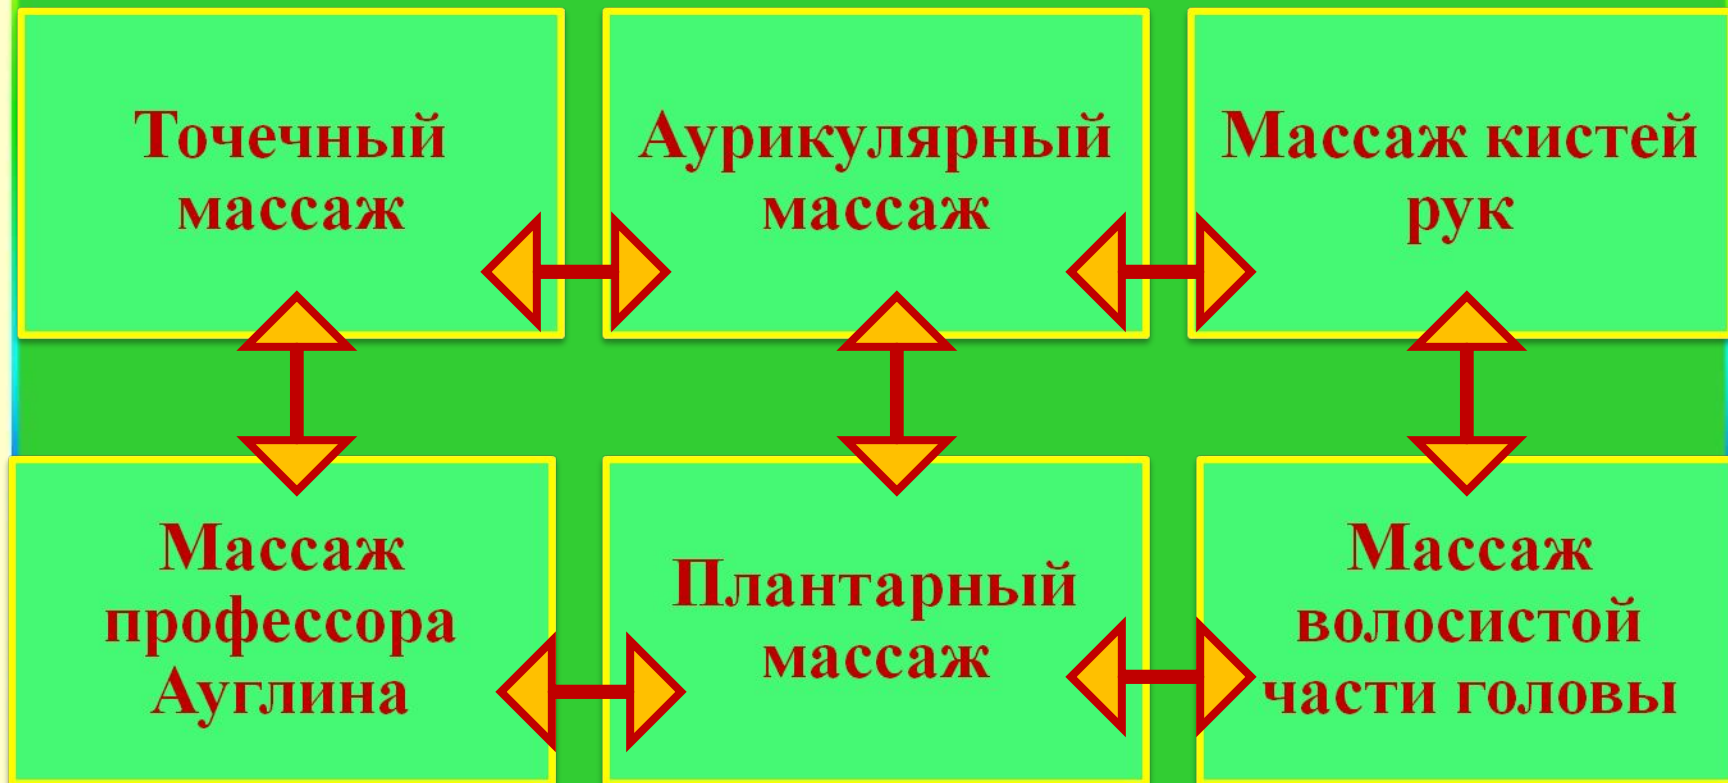 Точечный
массаж
Аурикулярный
массаж
Массаж кистей
рук
Массаж
профессора
Ауглина
Плантарный
массаж
Массаж
волосистой
части головы